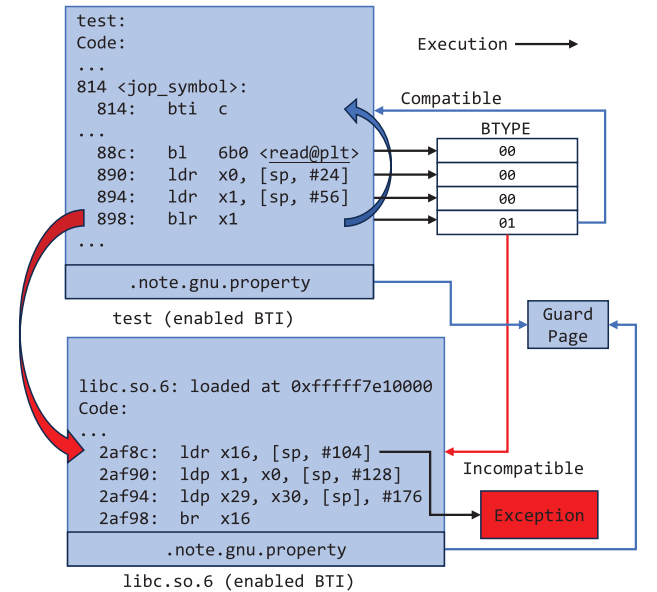 test:
Code:
...
814 <jop_symbol>:
814: bti c
...
88c: bl 6b0 <read@plt>
890: ldr x0, [sp, #24]
894: ldr x1, [sp, #56]
898: blr x1
...
.note.gnu.property
test (enabled BTI)
Execution
Compatible
BTYPE
00
00
00
01
Guard
Page
libc.so.6: loaded at 0xfffff7e10000
Code:
...
2af8c: ldr x16, [sp, #104]
2af90: ldp x1, x0, [sp, #128]
2af94: ldp x29, x30, [sp], #176
2af98: br x16
.note.gnu.property
libc.so.6 (enabled BTI)
Incompatible
Exception